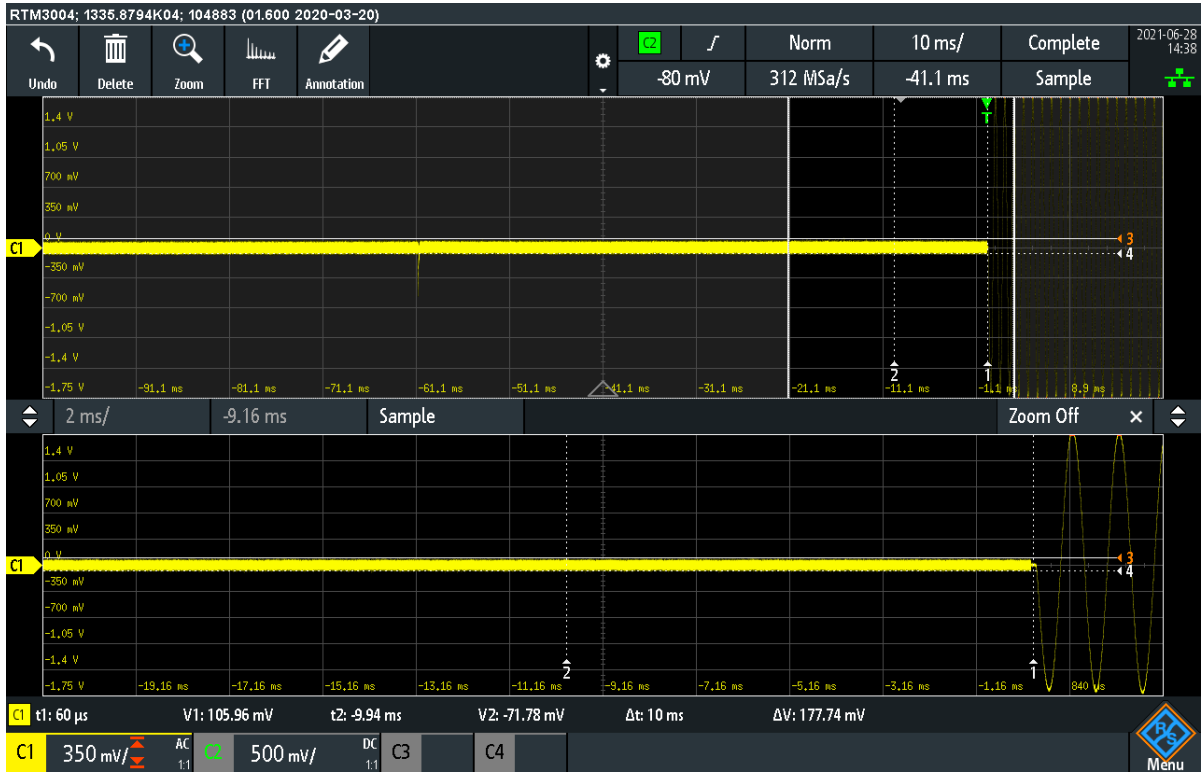 RTM3004; 1335.8794K04; 104883 (01.600 2020-03-20)
Undo Delete Zoom FFT Annotation
C2 Norm 10 ms/ Complete
-80 mV 312 MSa/s -41.1 ms Sample
2021-06-28
14:38
T
1.4 V
1.05 V
700 mV
350 mV
0 V
C1
3
4
-350 mV
-700 mV
-1.05 V
-1.4 V
2 1
-1.75 V -91.1 ms -81.1 ms -71.1 ms -61.1 ms -51.1 ms -41.1 ms -31.1 ms -21.1 ms -11.1 ms -1.1 ms 8.9 ms
2 ms/ -9.16 ms Sample Zoom Off ×
1.4 V
1.05 V
700 mV
350 mV
0 V
C1
3
4
-350 mV
-700 mV
-1.05 V
-1.4 V
2 1
-1.75 V -19.16 ms -17.16 ms -15.16 ms -13.16 ms -11.16 ms -9.16 ms -7.16 ms -5.16 ms -3.16 ms -1.16 ms 840 µs
C1 t1: 60 µs V1: 105.96 mV t2: -9.94 ms V2: -71.78 mV Δt: 10 ms ΔV: 177.74 mV
C1 350 mV/ AC 1:1 C2 500 mV/ DC 1:1 C3 C4
R&S
Menu